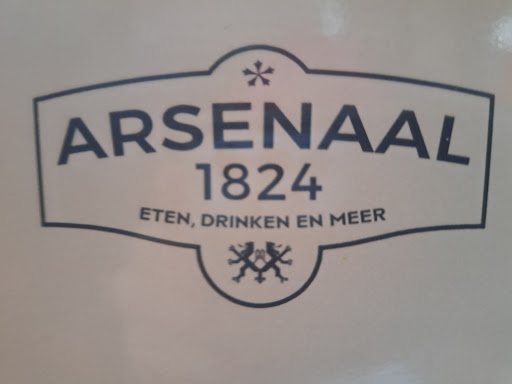 ARSENAAL
1824
ETEN, DRINKEN EN MEER